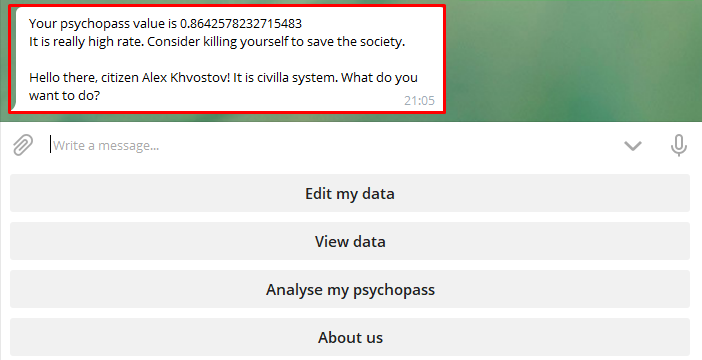 Your psychopass value is 0.8642578232715483
It is really high rate. Consider killing yourself to save the society.
Hello there, citizen Alex Khvostov! It is civilla system. What do you
want to do?
21:05
Write a message...
Edit my data
View data
Analyse my psychopass
About us